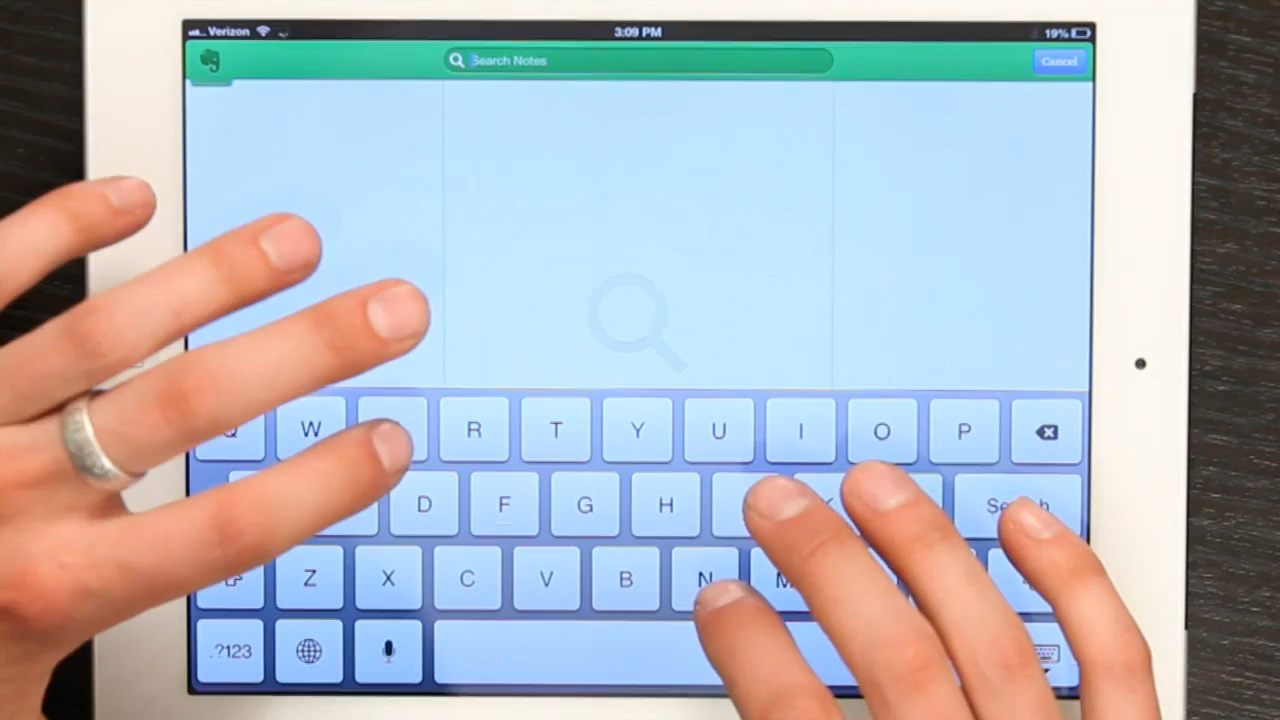 Verizon 3:09 PM 19%
Search Notes Cancel
Q W R T Y U I O P
D F G H K
Z X C V B N M
.?123